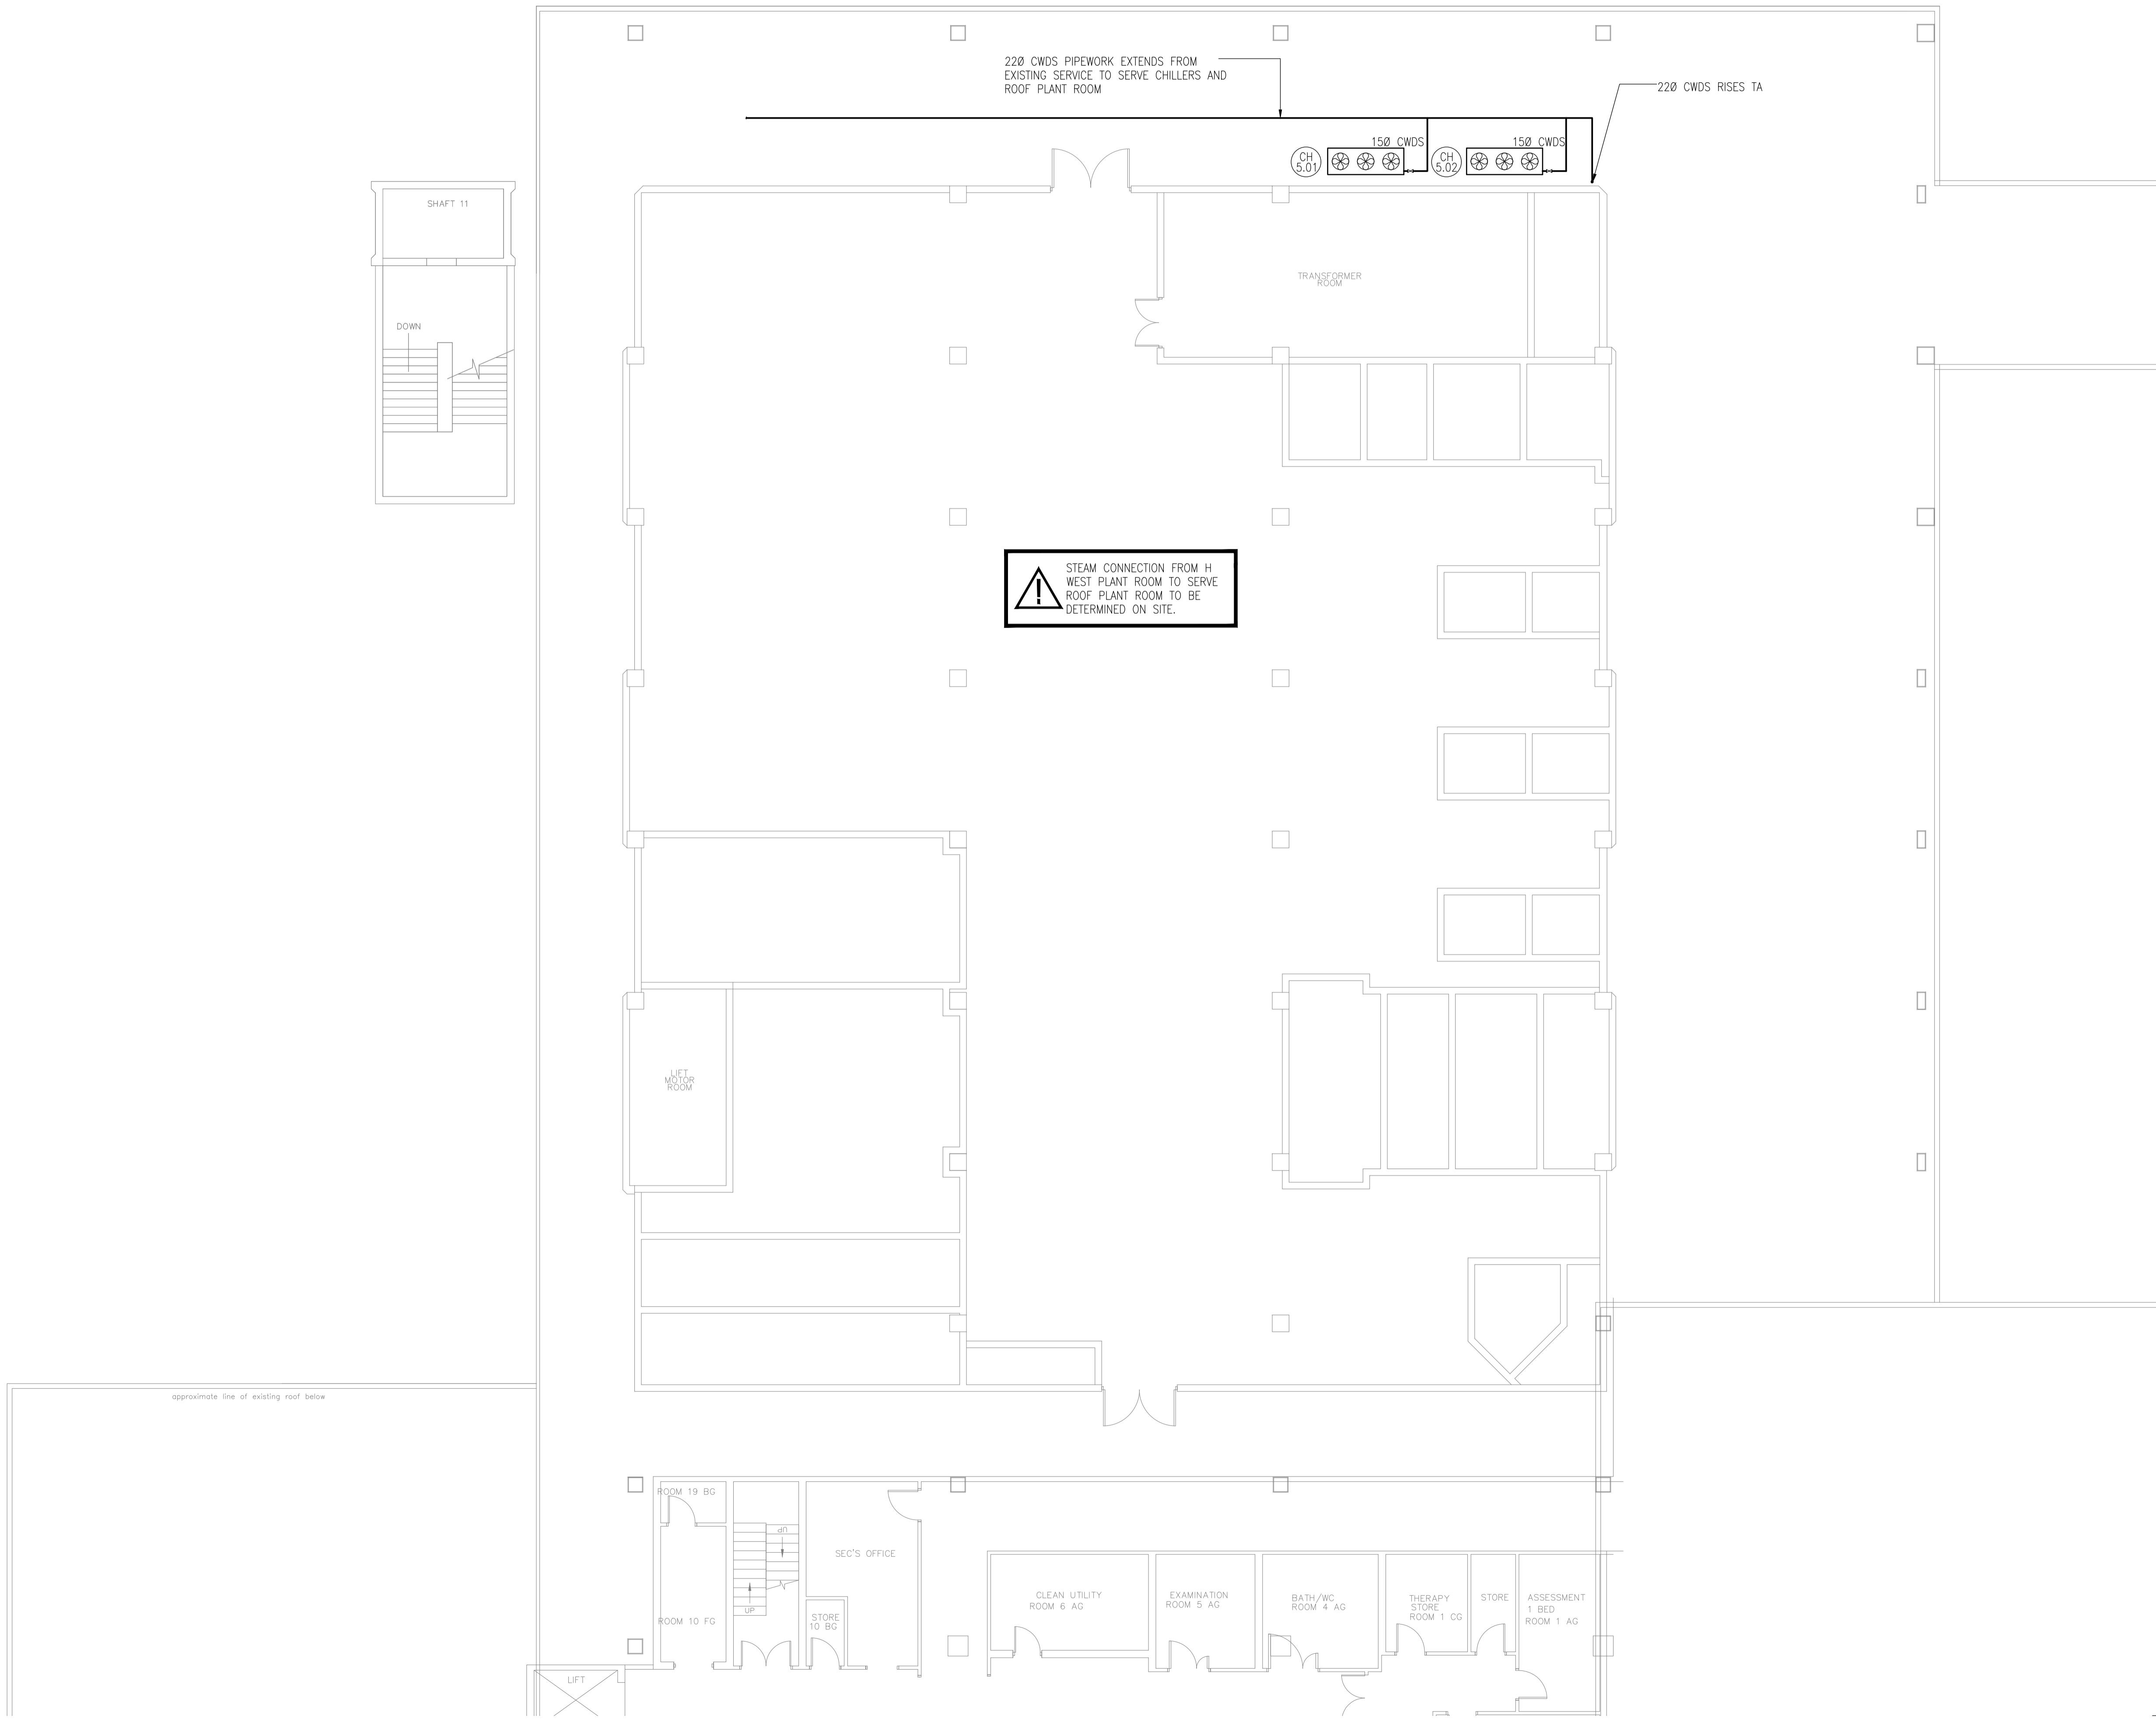 22Ø CWDS PIPEWORK EXTENDS FROM
EXISTING SERVICE TO SERVE CHILLERS AND
ROOF PLANT ROOM
22Ø CWDS RISES TA
15Ø CWDS
15Ø CWDS
CH
5.01
CH
5.02
SHAFT 11
DOWN
TRANSFORMER
ROOM
!
STEAM CONNECTION FROM H
WEST PLANT ROOM TO SERVE
ROOF PLANT ROOM TO BE
DETERMINED ON SITE.
LIFT
MOTOR
ROOM
approximate line of existing roof below
ROOM 19 BG
UP
SEC'S OFFICE
UP
ROOM 10 FG
STORE
10 BG
CLEAN UTILITY
ROOM 6 AG
EXAMINATION
ROOM 5 AG
BATH/WC
ROOM 4 AG
THERAPY
STORE
ROOM 1 CG
STORE
ASSESSMENT
1 BED
ROOM 1 AG
LIFT